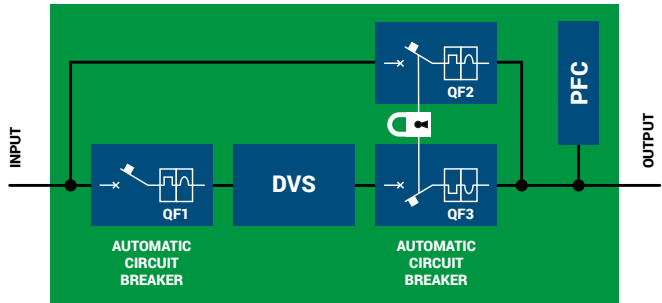 QF2
PFC
INPUT
OUTPUT
QF1
DVS
QF3
AUTOMATIC
CIRCUIT
BREAKER
AUTOMATIC
CIRCUIT
BREAKER